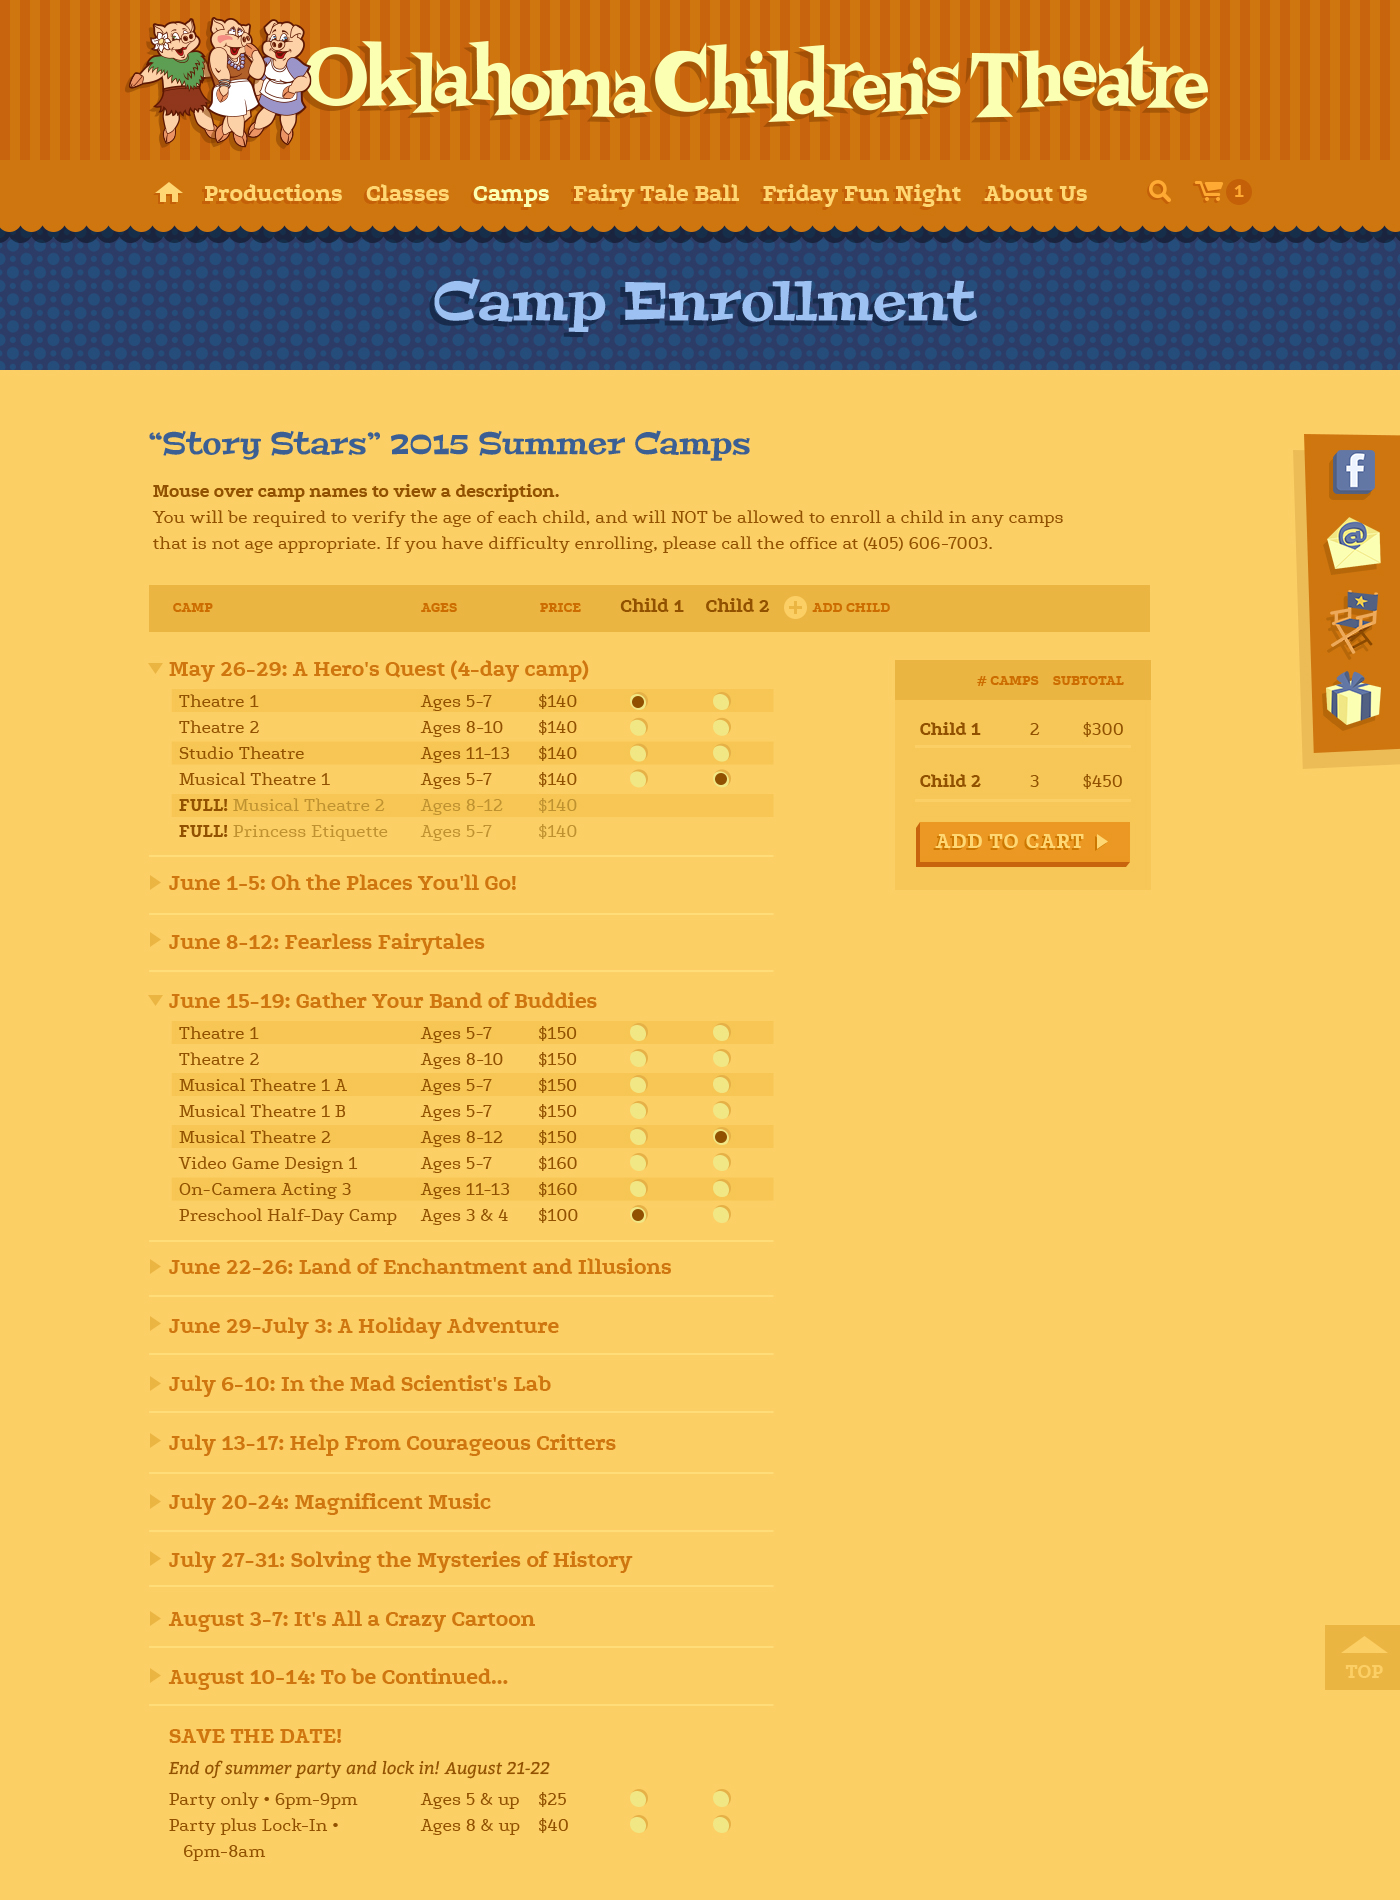 Oklahoma Children's Theatre
Productions Classes Camps Fairy Tale Ball Friday Fun Night About Us 1
Camp Enrollment
“Story Stars” 2015 Summer Camps
Mouse over camp names to view a description.
You will be required to verify the age of each child, and will NOT be allowed to enroll a child in any camps
that is not age appropriate. If you have difficulty enrolling, please call the office at (405) 606-7003.
CAMP AGES PRICE Child 1 Child 2 + ADD CHILD
May 26-29: A Hero's Quest (4-day camp)
Theatre 1 Ages 5-7 $140
Theatre 2 Ages 8-10 $140
Studio Theatre Ages 11-13 $140
Musical Theatre 1 Ages 5-7 $140
FULL! Musical Theatre 2 Ages 8-12 $140
FULL! Princess Etiquette Ages 5-7 $140
June 1-5: Oh the Places You'll Go!
June 8-12: Fearless Fairytales
June 15-19: Gather Your Band of Buddies
Theatre 1 Ages 5-7 $150
Theatre 2 Ages 8-10 $150
Musical Theatre 1 A Ages 5-7 $150
Musical Theatre 1 B Ages 5-7 $150
Musical Theatre 2 Ages 8-12 $150
Video Game Design 1 Ages 5-7 $160
On-Camera Acting 3 Ages 11-13 $160
Preschool Half-Day Camp Ages 3 & 4 $100
June 22-26: Land of Enchantment and Illusions
June 29-July 3: A Holiday Adventure
July 6-10: In the Mad Scientist's Lab
July 13-17: Help From Courageous Critters
July 20-24: Magnificent Music
July 27-31: Solving the Mysteries of History
August 3-7: It's All a Crazy Cartoon
August 10-14: To be Continued...
SAVE THE DATE!
End of summer party and lock in! August 21-22
Party only • 6pm-9pm Ages 5 & up $25
Party plus Lock-In • Ages 8 & up $40
6pm-8am
# CAMPS SUBTOTAL
Child 1 2 $300
Child 2 3 $450
ADD TO CART
f
@
TOP